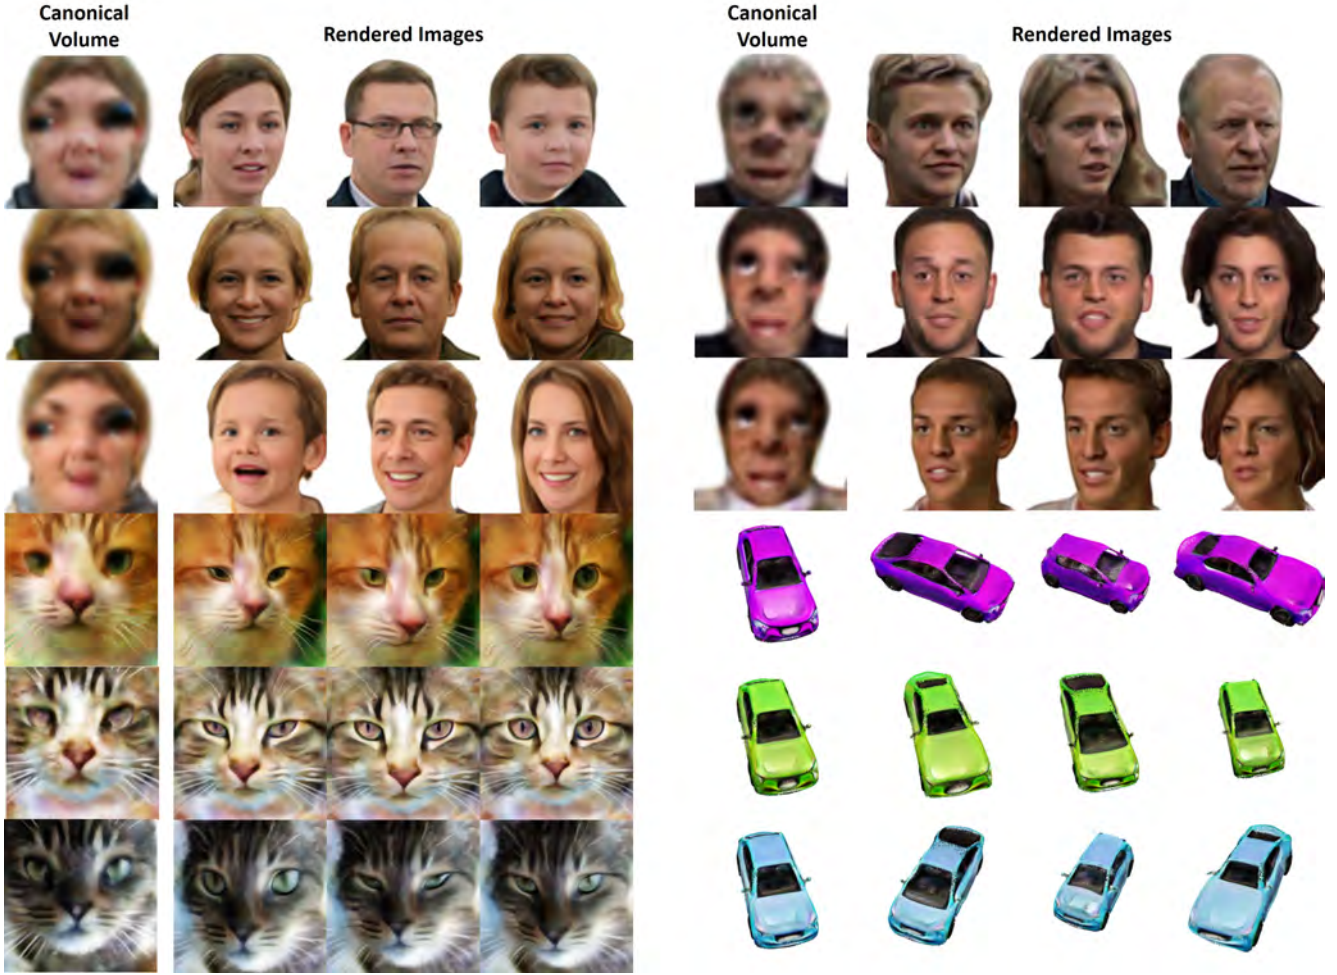 Canonical
Volume
Rendered Images
Canonical
Volume
Rendered Images